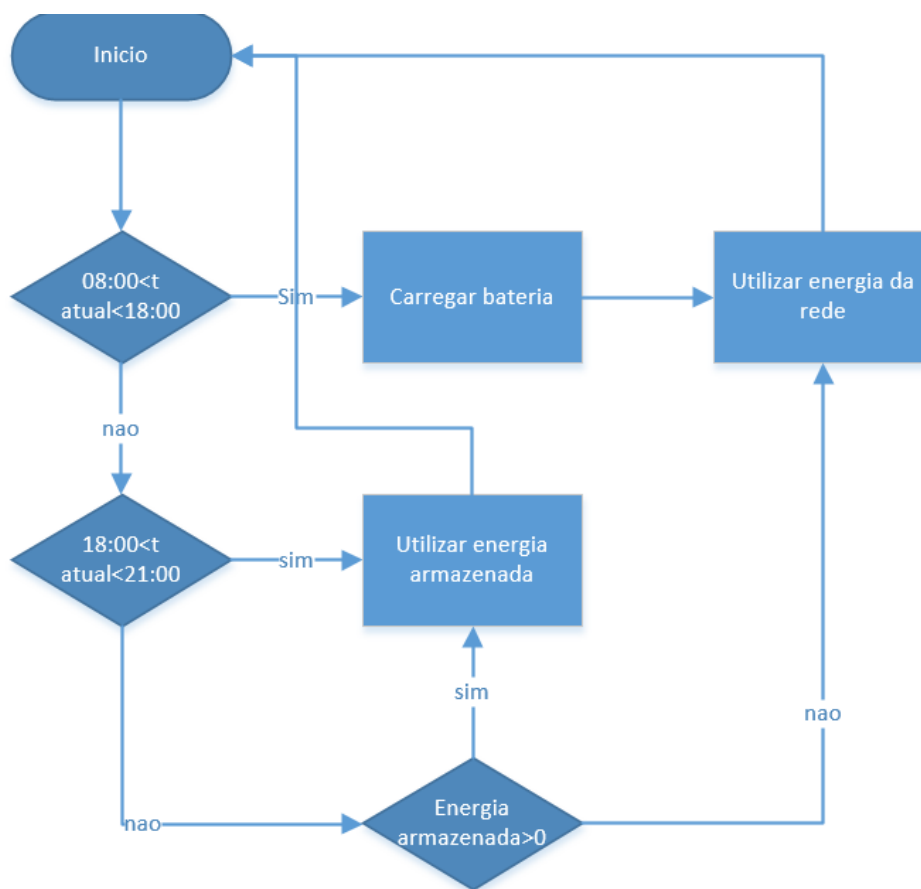 Inicio
08:00<t
atual<18:00
Sim
Carregar bateria
Utilizar energia da
rede
nao
18:00<t
atual<21:00
sim
Utilizar energia
armazenada
sim
nao
nao
Energia
armazenada>0